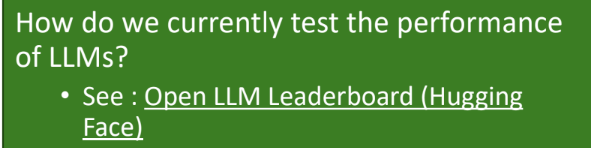 How do we currently test the performance
of LLMs?
• See : Open LLM Leaderboard (Hugging
Face)